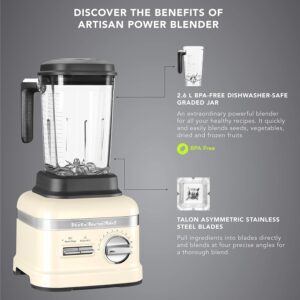 DISCOVER THE BENEFITS OF
ARTISAN POWER BLENDER
2.6 L BPA-FREE DISHWASHER-SAFE
GRADED JAR
An extraordinary powerful blender
for all your healthy recipes. It quickly
and easily blends seeds, vegetables,
dried and frozen fruits
BPA Free
TALON ASYMMETRIC STAINLESS
STEEL BLADES
Pull ingredients into blades directly
and blends at four precise angles for
a thorough blend
KitchenAid